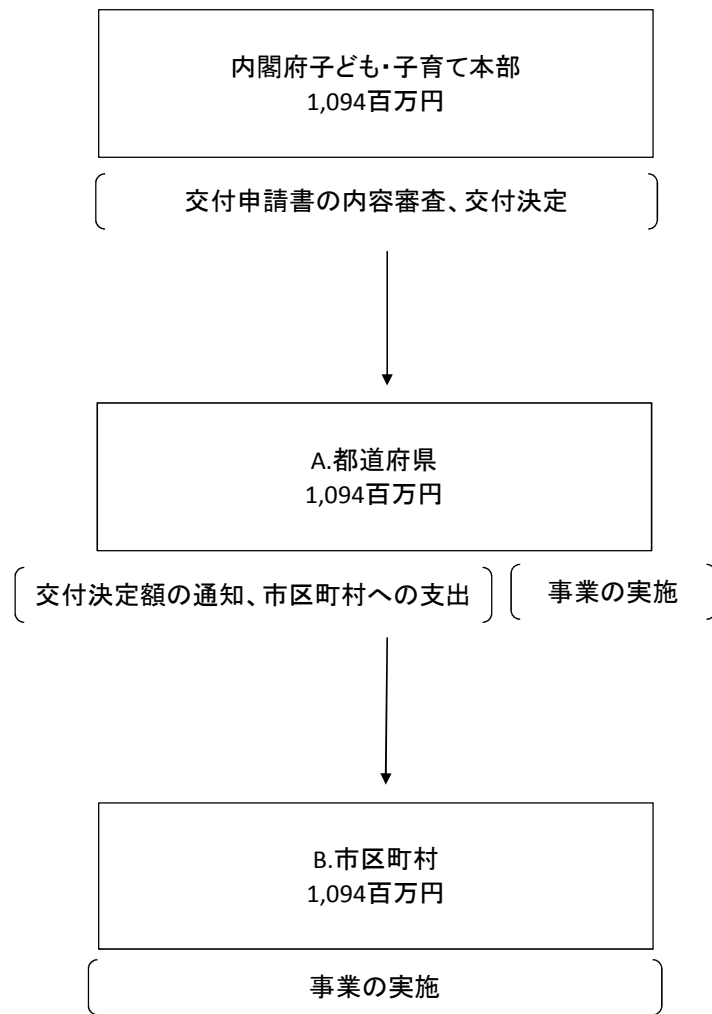 内閣府子ども・子育て本部
1,094百万円
交付申請書の内容審査、交付決定
A.都道府県
1,094百万円
交付決定額の通知、市区町村への支出
事業の実施
B.市区町村
1,094百万円
事業の実施